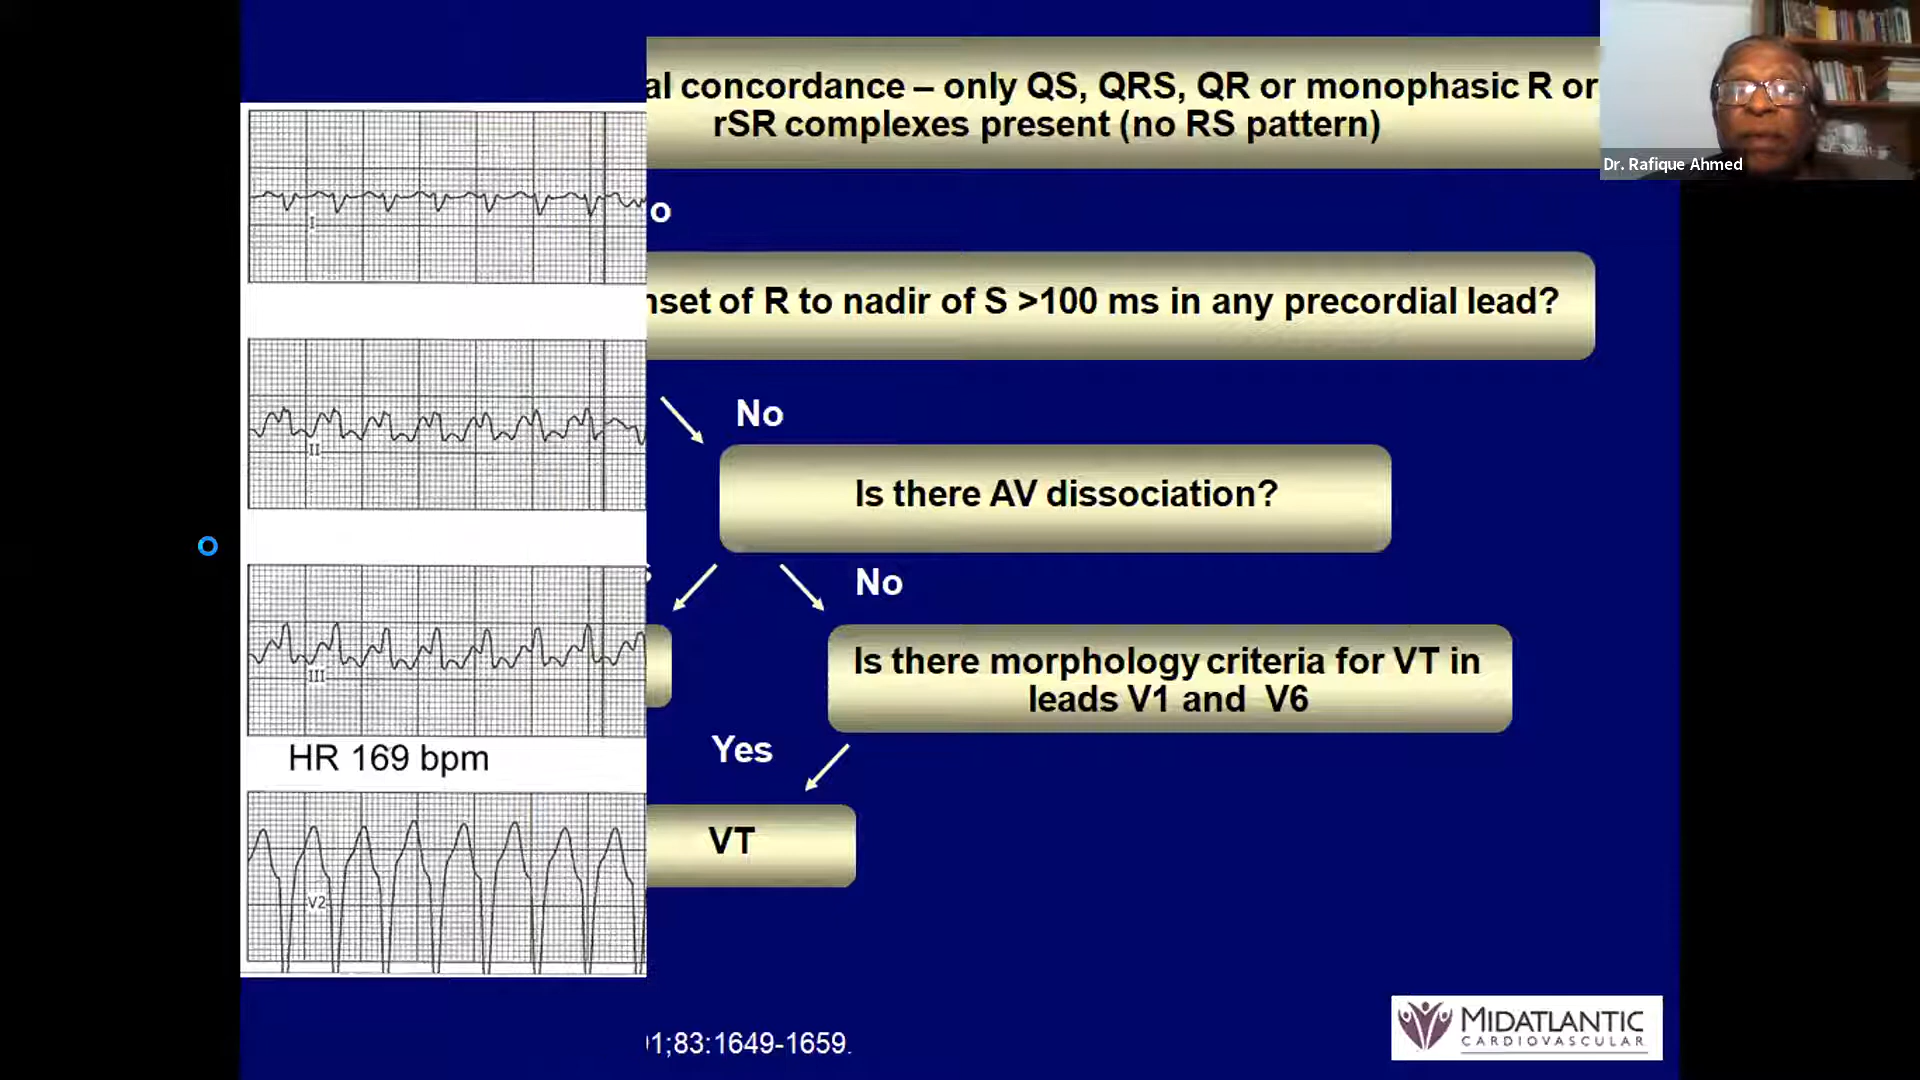 al concordance – only QS, QRS, QR or monophasic R or
rSR complexes present (no RS pattern)
Dr. Rafique Ahmed
I
o
nset of R to nadir of S >100 ms in any precordial lead?
No
II
Is there AV dissociation?
s
No
III
Is there morphology criteria for VT in
leads V1 and V6
HR 169 bpm
Yes
VT
V2
1;83:1649-1659.
MIDATLANTIC
CARDIOVASCULAR